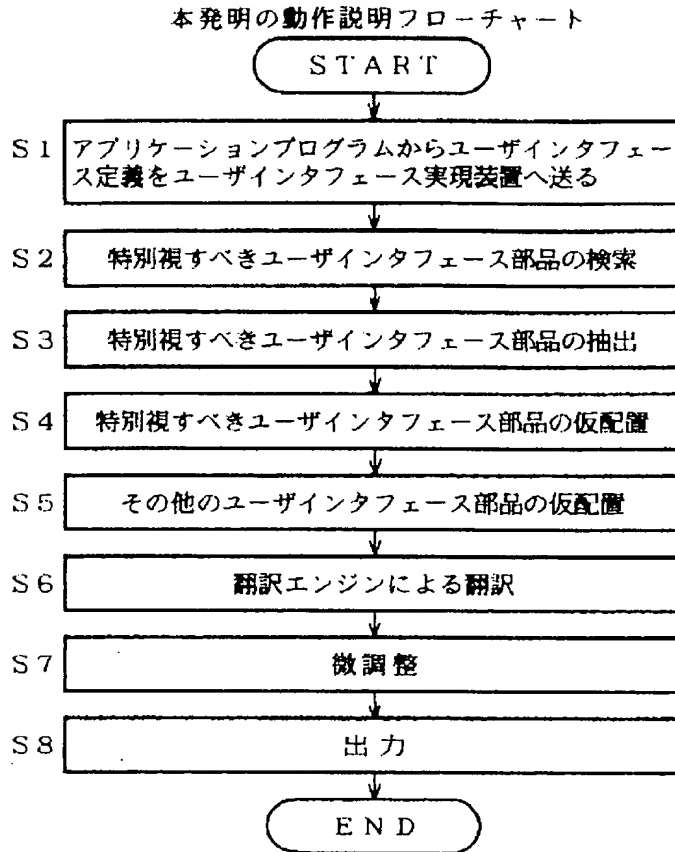 本発明の動作説明フローチャート
START
S1 アプリケーションプログラムからユーザインタフェー
ス定義をユーザインタフェース実現装置へ送る
S2 特別視すべきユーザインタフェース部品の検索
S3 特別視すべきユーザインタフェース部品の抽出
S4 特別視すべきユーザインタフェース部品の仮配置
S5 その他のユーザインタフェース部品の仮配置
S6 翻訳エンジンによる翻訳
S7 微調整
S8 出力
END